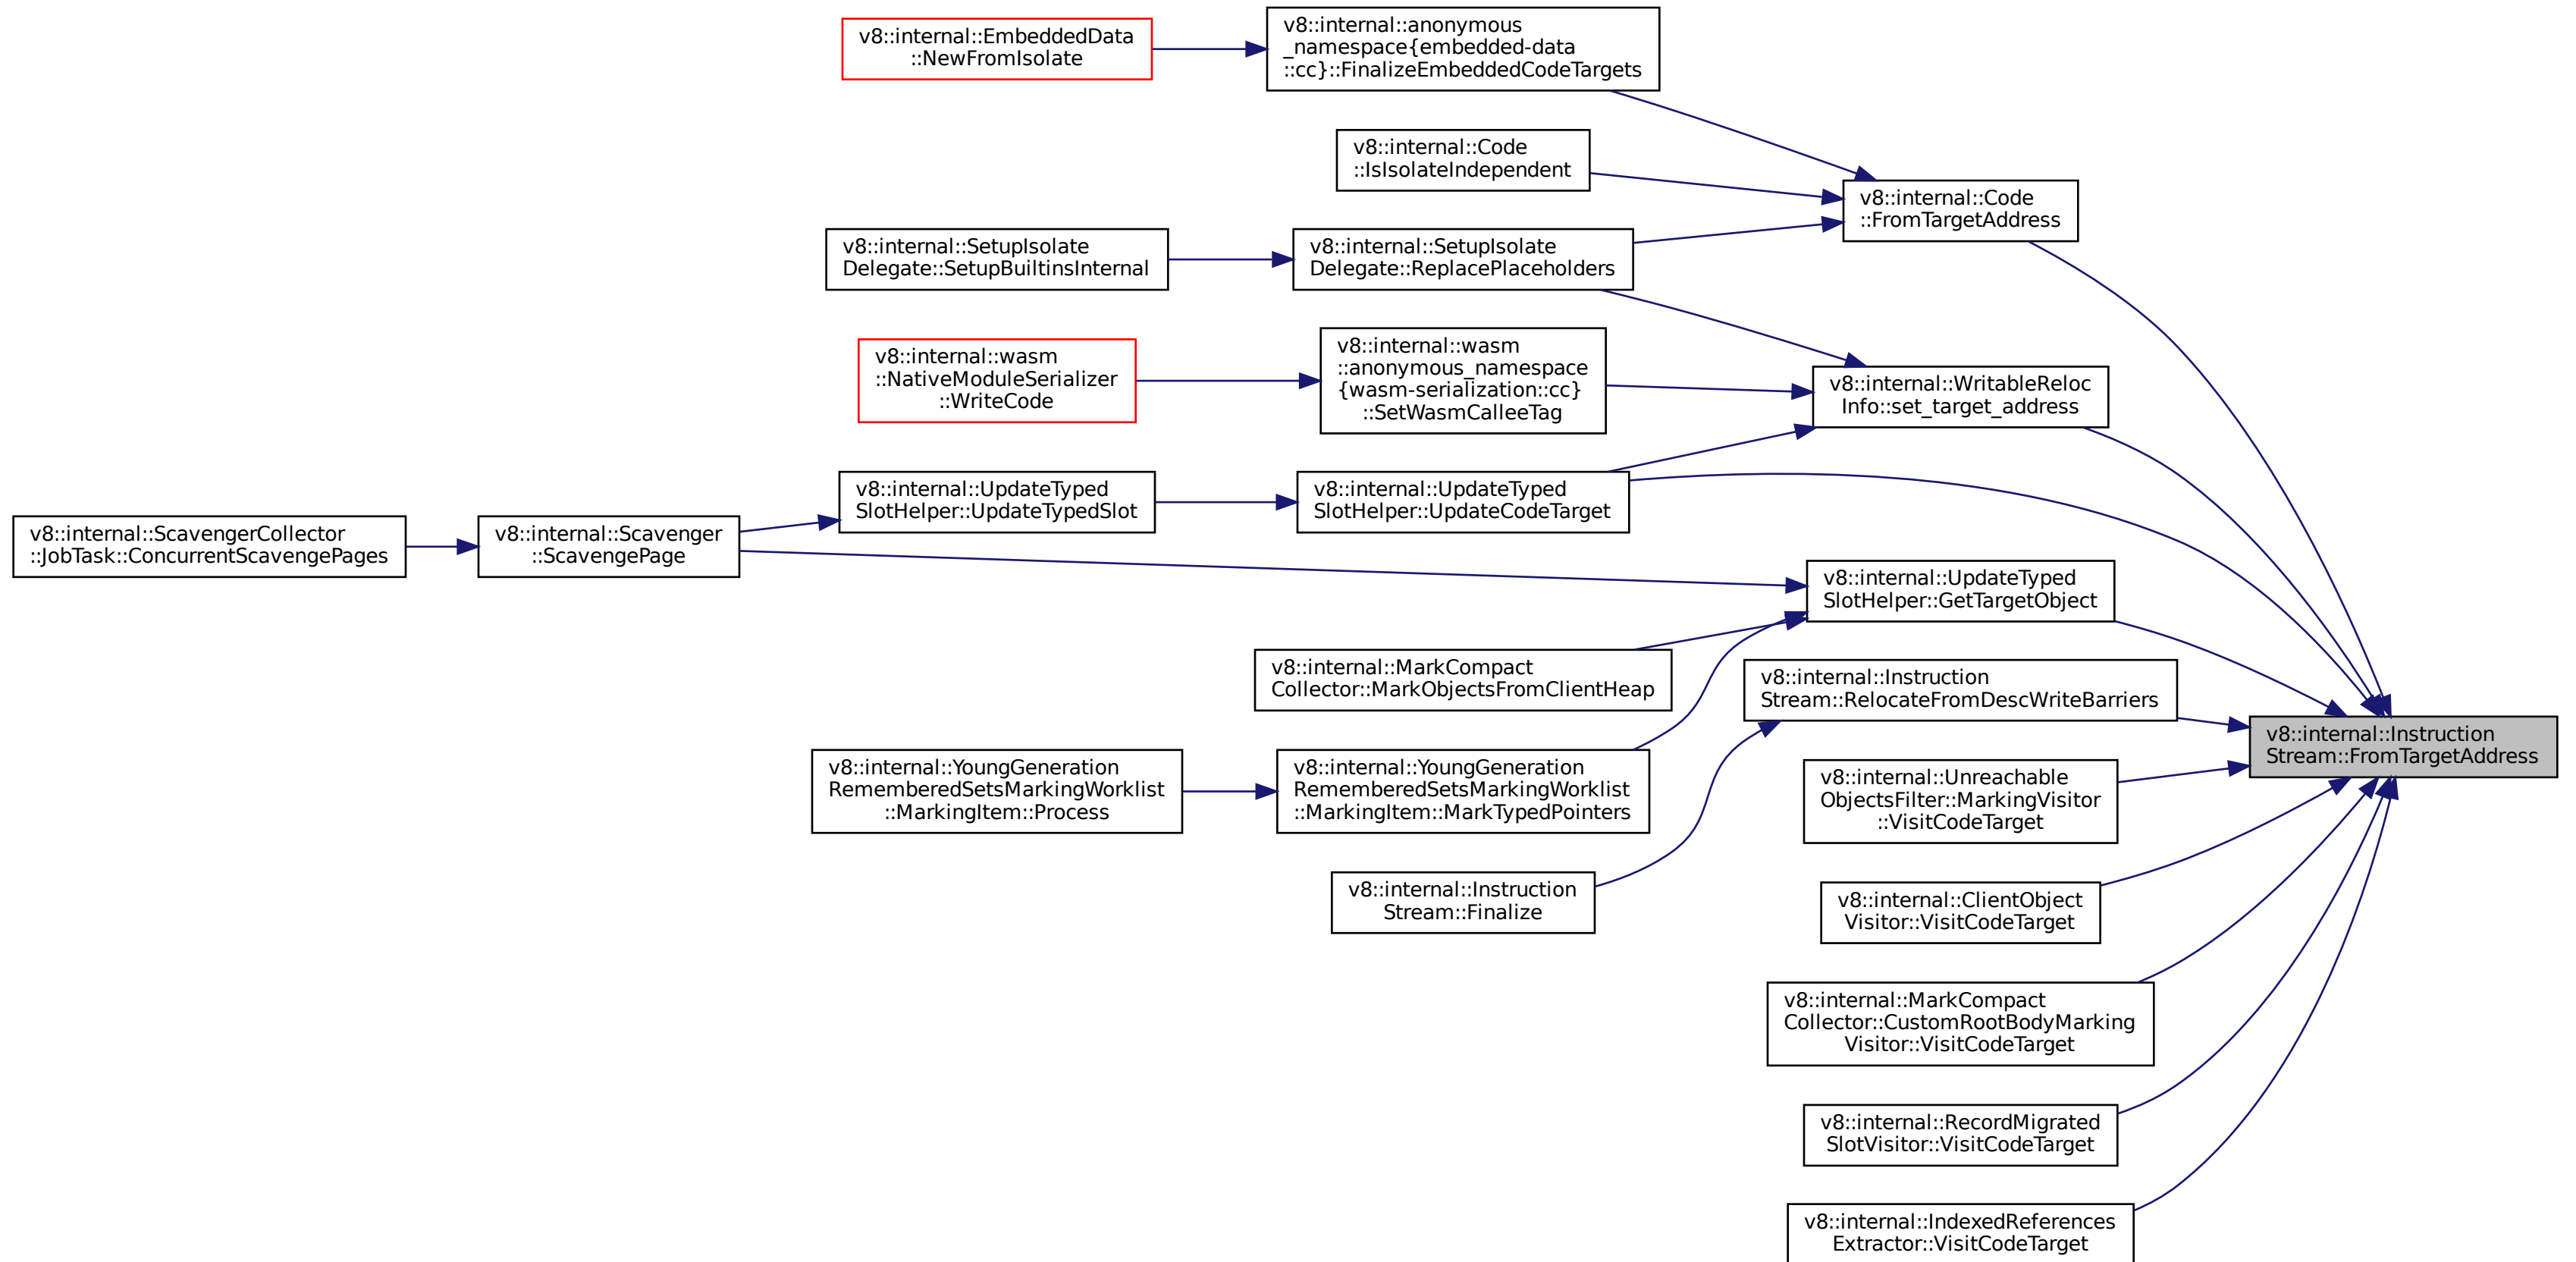 v8::internal::EmbeddedData
::NewFromIsolate
v8::internal::anonymous
_namespace{embedded-data
::cc}::FinalizeEmbeddedCodeTargets
v8::internal::Code
::IsIsolateIndependent
v8::internal::Code
::FromTargetAddress
v8::internal::SetupIsolate
Delegate::SetupBuiltinsInternal
v8::internal::SetupIsolate
Delegate::ReplacePlaceholders
v8::internal::wasm
::NativeModuleSerializer
::WriteCode
v8::internal::wasm
::anonymous_namespace
{wasm-serialization::cc}
::SetWasmCalleeTag
v8::internal::WritableReloc
Info::set_target_address
v8::internal::ScavengerCollector
::JobTask::ConcurrentScavengePages
v8::internal::Scavenger
::ScavengePage
v8::internal::UpdateTyped
SlotHelper::UpdateTypedSlot
v8::internal::UpdateTyped
SlotHelper::UpdateCodeTarget
v8::internal::UpdateTyped
SlotHelper::GetTargetObject
v8::internal::MarkCompact
Collector::MarkObjectsFromClientHeap
v8::internal::Instruction
Stream::RelocateFromDescWriteBarriers
v8::internal::Instruction
Stream::FromTargetAddress
v8::internal::YoungGeneration
RememberedSetsMarkingWorklist
::MarkingItem::Process
v8::internal::YoungGeneration
RememberedSetsMarkingWorklist
::MarkingItem::MarkTypedPointers
v8::internal::Unreachable
ObjectsFilter::MarkingVisitor
::VisitCodeTarget
v8::internal::Instruction
Stream::Finalize
v8::internal::ClientObject
Visitor::VisitCodeTarget
v8::internal::MarkCompact
Collector::CustomRootBodyMarking
Visitor::VisitCodeTarget
v8::internal::RecordMigrated
SlotVisitor::VisitCodeTarget
v8::internal::IndexedReferences
Extractor::VisitCodeTarget